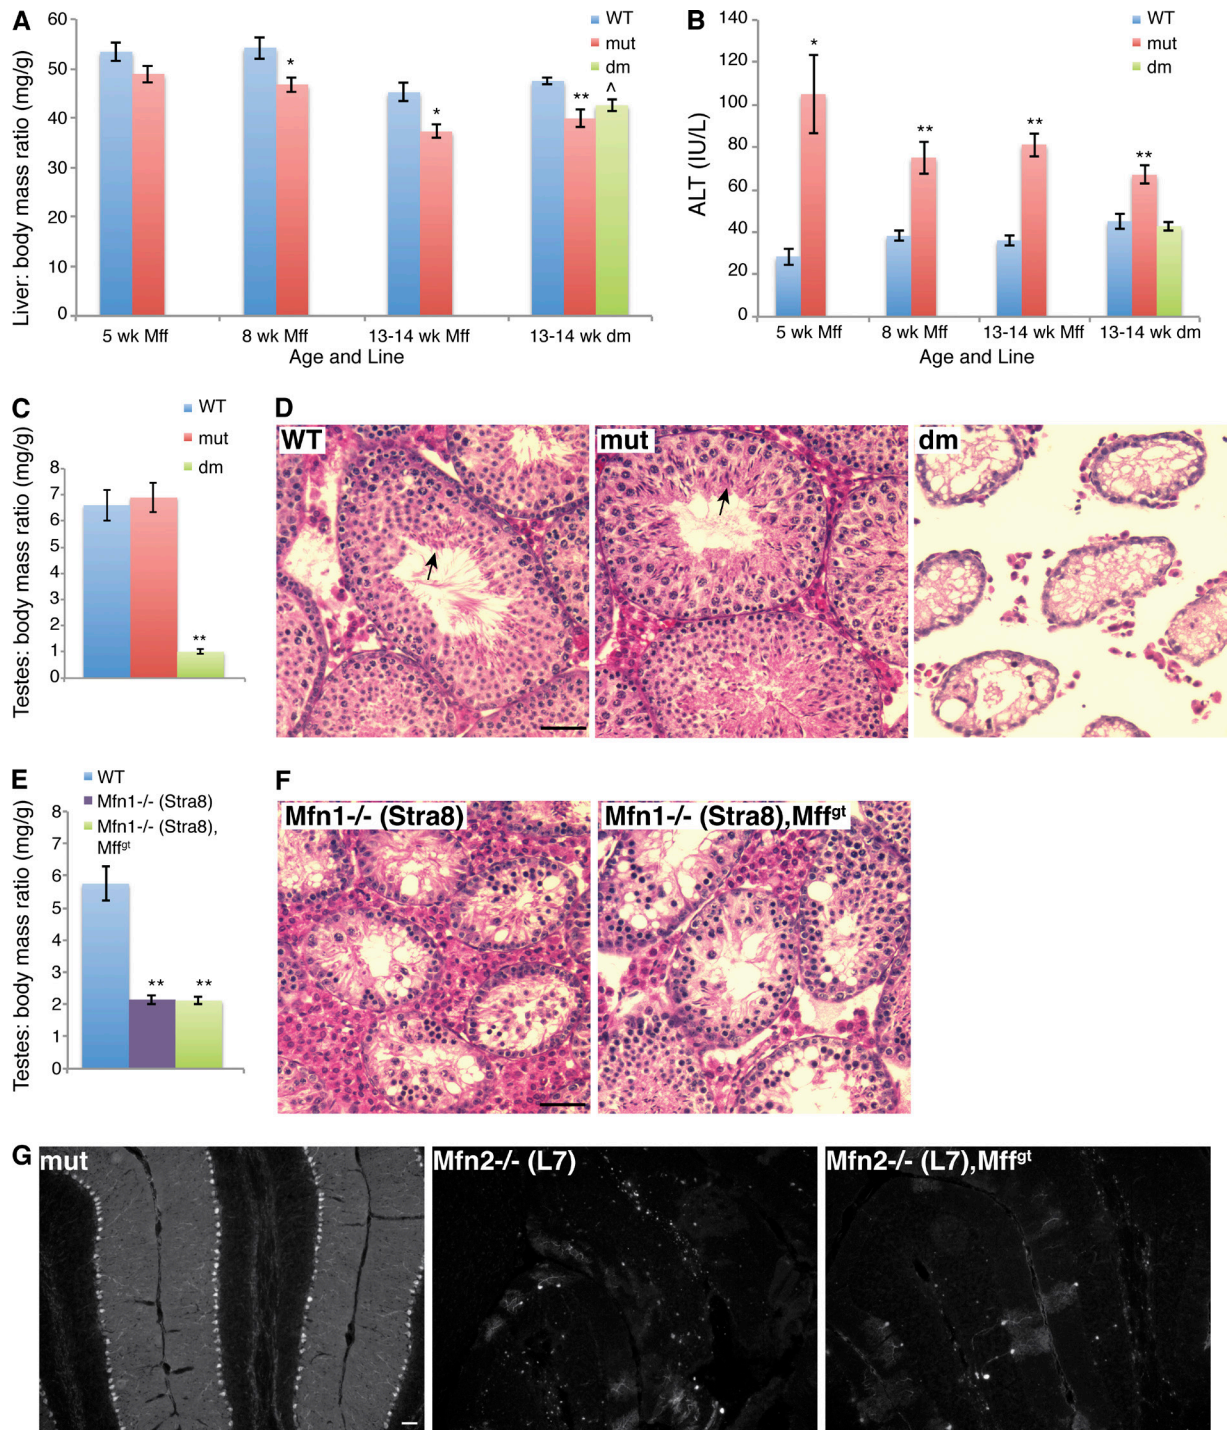 A
Liver: body mass ratio (mg/g)
60
50
40
30
20
10
0
WT
mut
dm
*
*
**
^
5 wk Mff
8 wk Mff
13-14 wk Mff
13-14 wk dm
Age and Line
B
ALT (IU/L)
140
120
100
80
60
40
20
0
WT
mut
dm
*
**
**
**
5 wk Mff
8 wk Mff
13-14 wk Mff
13-14 wk dm
Age and Line
C
WT
mut
dm
Testes: body mass ratio (mg/g)
8
7
6
5
4
3
2
1
0
**
D
WT
mut
dm
E
WT
Mfn1-/- (Stra8)
Mfn1-/- (Stra8),
Mffgt
Testes: body mass ratio (mg/g)
8
7
6
5
4
3
2
1
0
**
**
F
Mfn1-/- (Stra8)
Mfn1-/- (Stra8),Mffgt
G
mut
Mfn2-/- (L7)
Mfn2-/- (L7),Mffgt